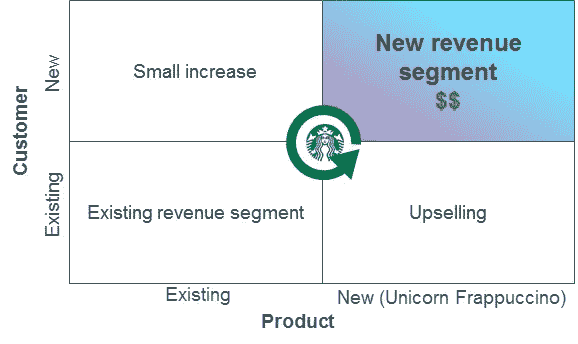 New
Small increase
New revenue
segment
$$
Customer
Existing
Existing revenue segment
Upselling
Existing
New (Unicorn Frappuccino)
Product